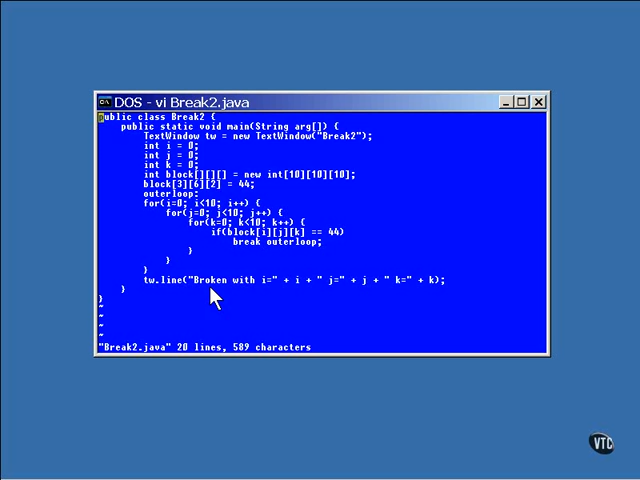 DOS - vi Break2.java
public class Break2 {
public static void main(String arg[]) {
TextWindow tw = new TextWindow("Break2");
int i = 0;
int j = 0;
int k = 0;
int block[][][] = new int[10][10][10];
block[3][6][2] = 44;
outerloop:
for(i=0; i<10; i++) {
for(j=0; j<10; j++) {
for(k=0; k<10; k++) {
if(block[i][j][k] == 44)
break outerloop;
}
}
}
tw.line("Broken with i=" + i + " j=" + j + " k=" + k);
}
}
~
~
~
~
"Break2.java" 20 lines, 589 characters
VTC